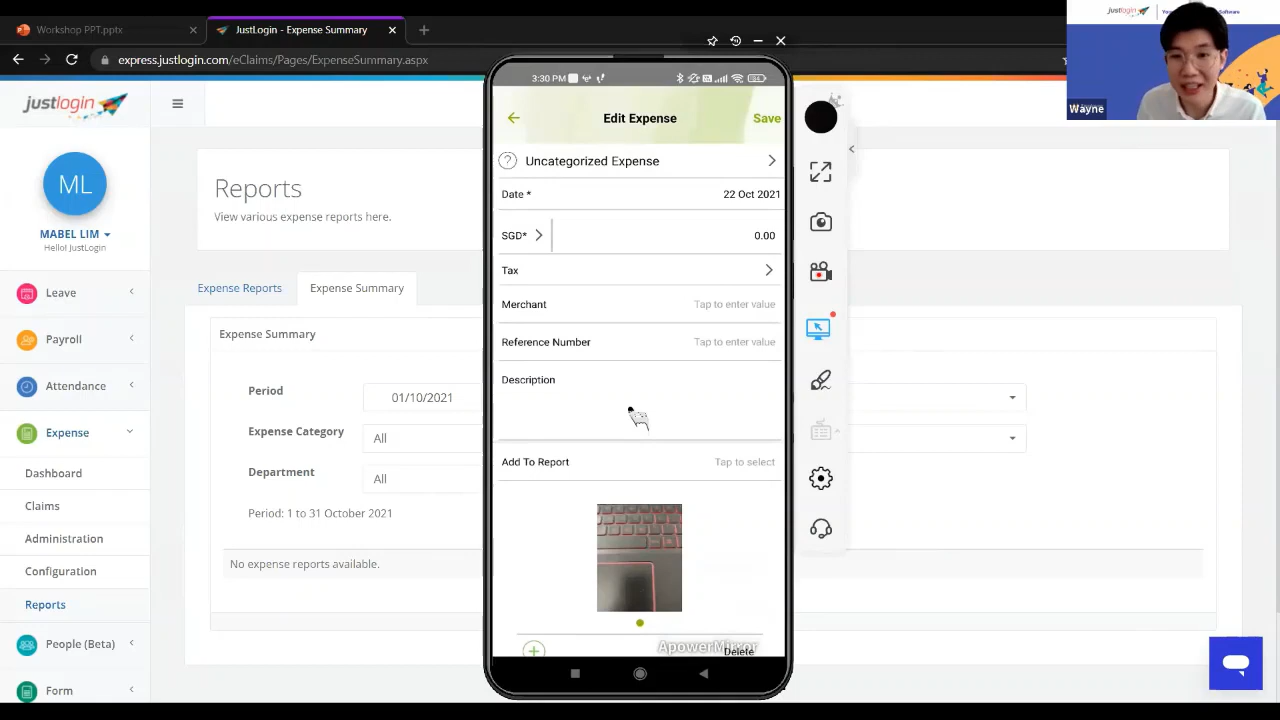 Workshop PPT.pptx
JustLogin - Expense Summary
express.justlogin.com/eClaims/Pages/ExpenseSummary.aspx
justlogin
Wayne
justlogin
ML
MABEL LIM
Hello! JustLogin
Leave
Payroll
Attendance
Expense
Dashboard
Claims
Administration
Configuration
Reports
People (Beta)
Form
Reports
View various expense reports here.
Expense Reports
Expense Summary
Expense Summary
Period
01/10/2021
Expense Category
All
Department
All
Period: 1 to 31 October 2021
No expense reports available.
3:30 PM
Edit Expense
Save
Uncategorized Expense
Date *
22 Oct 2021
SGD*
0.00
Tax
Merchant
Tap to enter value
Reference Number
Tap to enter value
Description
Add To Report
Tap to select
ApowerMirror
Delete